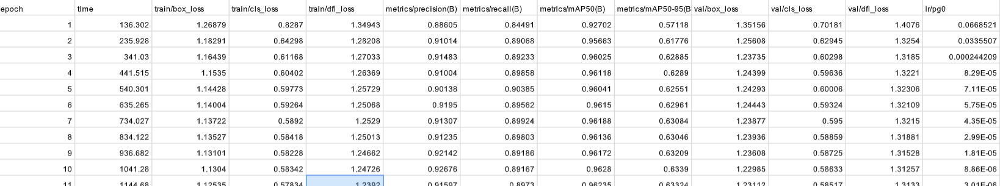 epoch time train/box_loss train/cls_loss train/dfl_loss metrics/precision(B) metrics/recall(B) metrics/mAP50(B) metrics/mAP50-95(B val/box_loss val/cls_loss val/dfl_loss lr/pg0
1 136.302 1.26879 0.8287 1.34943 0.88605 0.84491 0.92702 0.57118 1.35156 0.70181 1.4076 0.0668521
2 235.928 1.18291 0.64298 1.28208 0.91014 0.89068 0.95663 0.61776 1.25608 0.62945 1.3254 0.0335507
3 341.03 1.16439 0.61168 1.27033 0.91483 0.89233 0.96025 0.62885 1.23735 0.60298 1.3185 0.000244209
4 441.515 1.1535 0.60402 1.26369 0.91004 0.89858 0.96118 0.6289 1.24399 0.59636 1.3221 8.29E-05
5 540.301 1.14428 0.59773 1.25729 0.90138 0.90385 0.96041 0.62551 1.24293 0.60006 1.32306 7.11E-05
6 635.265 1.14004 0.59264 1.25068 0.9195 0.89562 0.9615 0.62961 1.24443 0.59324 1.32109 5.75E-05
7 734.027 1.13722 0.5892 1.2529 0.91307 0.89924 0.96188 0.63084 1.23877 0.595 1.3215 4.35E-05
8 834.122 1.13527 0.58418 1.25013 0.91235 0.89803 0.96136 0.63046 1.23936 0.58859 1.31881 2.99E-05
9 936.682 1.13101 0.58228 1.24662 0.92142 0.89186 0.96172 0.63209 1.23608 0.58725 1.31528 1.81E-05
10 1041.28 1.1304 0.58342 1.24726 0.92676 0.89167 0.9628 0.6339 1.22985 0.58633 1.31257 8.86E-06
11 1144.68 1.12535 0.57834 1.2392 0.91597 0.8973 0.96235 0.63324 1.23112 0.58517 1.3133 3.01E-06